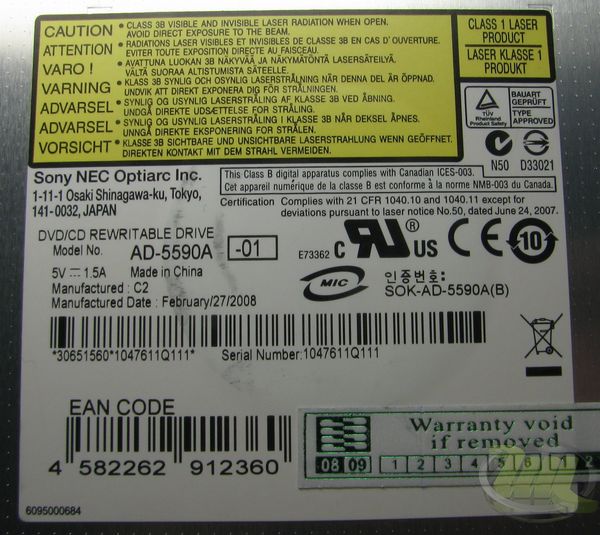 CAUTION
• CLASS 3B VISIBLE AND INVISIBLE LASER RADIATION WHEN OPEN.
AVOID DIRECT EXPOSURE TO THE BEAM.
ATTENTION
• RADIATIONS LASER VISIBLES ET INVISIBLES DE CLASSE 3B EN CAS D'OUVERTURE.
EVITER TOUTE EXPOSITION DIRECTE AU FAISCEAU.
VARO !
• AVATTUNA LUOKAN 3B NÄKYVÄÄ JA NÄKYMÄTÖNTÄ LASERSÄTEILYÄ.
VÄLTÄ SUORAA ALTISTUMISTA SÄTEELLE.
VARNING
• KLASS 3B SYNLIG OCH OSYNLIG LASERSTRÅLNING NÄR DENNA DEL ÄR ÖPPNAD.
UNDVIK ATT DIREKT EXPONERA DIG FÖR STRÅLNINGEN.
ADVARSEL
• SYNLIG OG USYNLIG LASERSTRÅLING AF KLASSE 3B VED ÅBNING.
UNDGÅ DIREKTE UDSÆTTELSE FOR STRÅLING.
ADVARSEL
• SYNLIG OG USYNLIG LASERSTRÅLING I KLASSE 3B NÅR DEKSEL ÅPNES.
UNNGÅ DIREKTE EKSPONERING FOR STRÅLEN.
VORSICHT
• KLASSE 3B SICHTBARE UND UNSICHTBARE LASERSTRAHLUNG WENN GEÖFFNET.
DIREKTEN KONTAKT MIT DEM STRAHL VERMEIDEN.
CLASS 1 LASER
PRODUCT
LASER KLASSE 1
PRODUKT
TÜV
Rheinland
Product Safety
BAUART
GEPRÜFT
TYPE
APPROVED
N50 D33021
Sony NEC Optiarc Inc.
1-11-1 Osaki Shinagawa-ku, Tokyo,
141-0032, JAPAN
This Class B digital apparatus complies with Canadian ICES-003.
Cet appareil numérique de la classe B est conforme à la norme NMB-003 du Canada.
Certification : Complies with 21 CFR 1040.10 and 1040.11 except for
deviations pursuant to laser notice No.50, dated June 24, 2007.
DVD/CD REWRITABLE DRIVE
Model No. AD-5590A -01
5V 1.5A Made in China
Manufactured : C2
Manufactured Date : February/27/2008
E73362 C RU ® US CE 10
MIC
인증번호:
SOK-AD-5590A(B)
*30651560*1047611Q111* Serial Number:1047611Q111
EAN CODE
4 582262 912360
Warranty void
if removed
08 09 1 2 3 4 5 6 1 2
6095000684